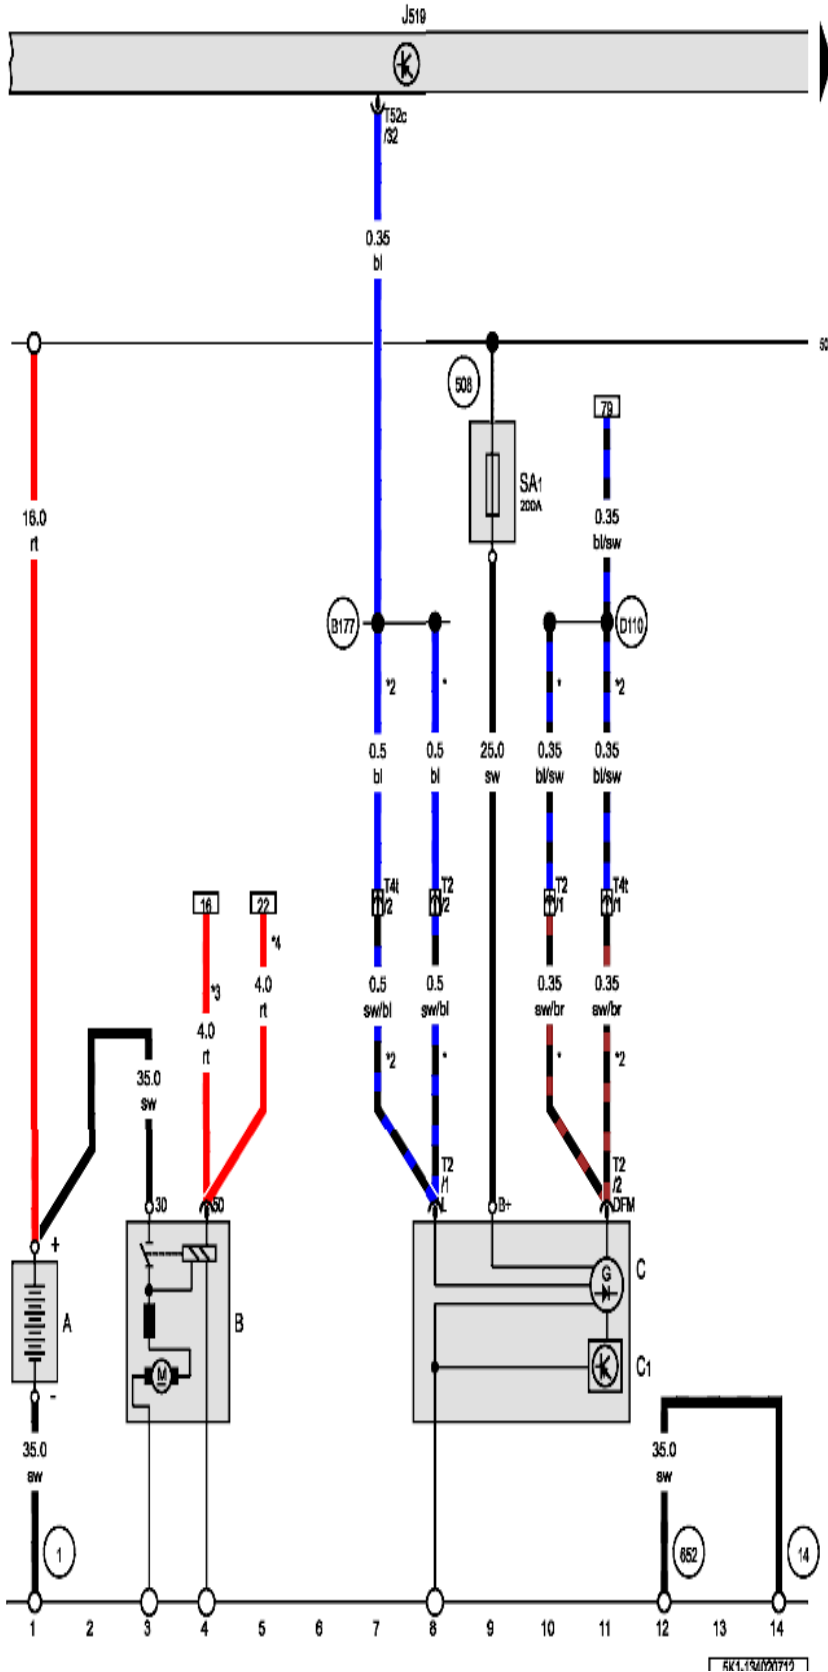 J519
T52c
/32
0.35
bl
50
508
79
SA1
200A
16.0
rt
0.35
bl/sw
B177
D110
*2
*
*
*2
0.5
bl
0.5
bl
25.0
sw
0.35
bl/sw
0.35
bl/sw
16
22
T4t
/2
T2
/2
T2
/1
T4t
/1
*4
*3
4.0
rt
4.0
rt
0.5
sw/bl
0.5
sw/bl
0.35
sw/br
0.35
sw/br
*2
*
*
*2
35.0
sw
T2
/1
T2
/2
30
50
L
B+
DFM
+
A
B
M
G
C
C1
-
35.0
sw
35.0
sw
1
652
14
1 2 3 4 5 6 7 8 9 10 11 12 13 14
5K1-134020712